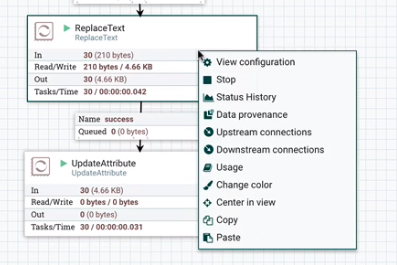 ReplaceText
ReplaceText
In 30 (210 bytes)
Read/Write 210 bytes / 4.66 KB
Out 30 (4.66 KB)
Tasks/Time 30 / 00:00:00.042
Name success
Queued 0 (0 bytes)
UpdateAttribute
UpdateAttribute
In 30 (4.66 KB)
Read/Write 0 bytes / 0 bytes
Out 0 (0 bytes)
Tasks/Time 30 / 00:00:00.031
View configuration
Stop
Status History
Data provenance
Upstream connections
Downstream connections
Usage
Change color
Center in view
Copy
Paste